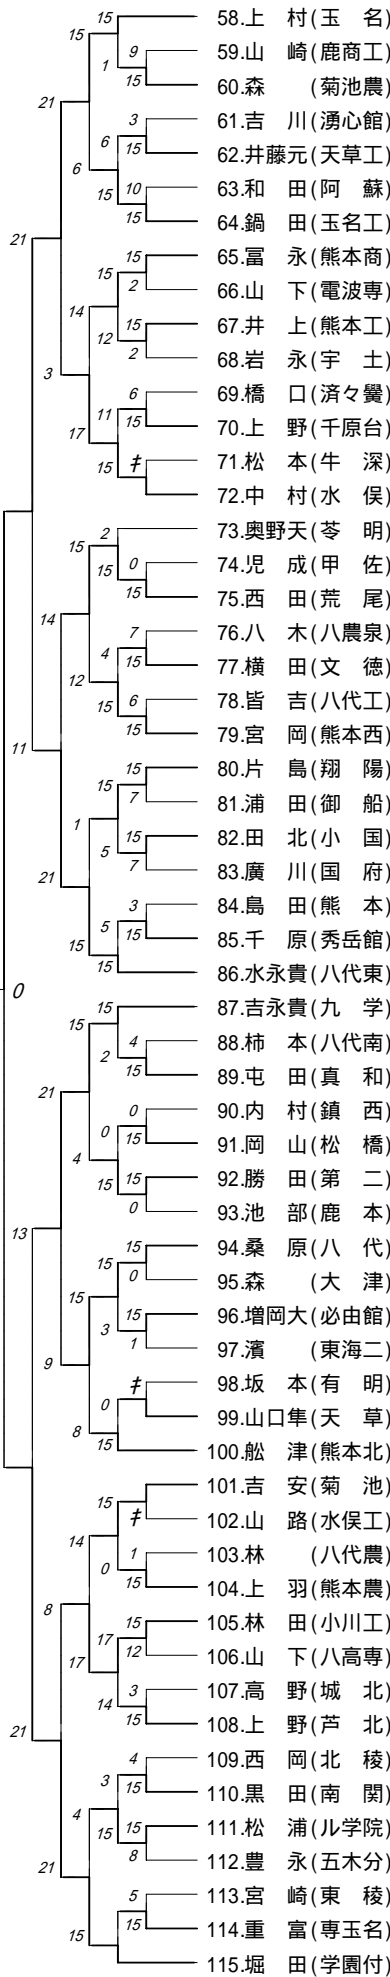 58.上　村(玉　名)
59.山　崎(鹿商工)
60.森　　(菊池農)
61.吉　川(湧心館)
62.井藤元(天草工)
63.和　田(阿　蘇)
64.鍋　田(玉名工)
65.冨　永(熊本商)
66.山　下(電波専)
67.井　上(熊本工)
68.岩　永(宇　土)
69.橋　口(済々黌)
70.上　野(千原台)
71.松　本(牛　深)
72.中　村(水　俣)
73.奥野天(苓　明)
74.児　成(甲　佐)
75.西　田(荒　尾)
76.八　木(八農泉)
77.横　田(文　徳)
78.皆　吉(八代工)
79.宮　岡(熊本西)
80.片　島(翔　陽)
81.浦　田(御　船)
82.田　北(小　国)
83.廣　川(国　府)
84.島　田(熊　本)
85.千　原(秀岳館)
86.水永貴(八代東)
87.吉永貴(九　学)
88.柿　本(八代南)
89.屯　田(真　和)
90.内　村(鎮　西)
91.岡　山(松　橋)
92.勝　田(第　二)
93.池　部(鹿　本)
94.桑　原(八　代)
95.森　　(大　津)
96.増岡大(必由館)
97.濱　　(東海二)
98.坂　本(有　明)
99.山口隼(天　草)
100.舩　津(熊本北)
101.吉　安(菊　池)
102.山　路(水俣工)
103.林　　(八代農)
104.上　羽(熊本農)
105.林　田(小川工)
106.山　下(八高専)
107.高　野(城　北)
108.上　野(芦　北)
109.西　岡(北　稜)
110.黒　田(南　関)
111.松　浦(ル学院)
112.豊　永(五木分)
113.宮　崎(東　稜)
114.重　富(専玉名)
115.堀　田(学園付)
15
9
15
1
15
3
15
6
10
15
15
6
21
15
2
15
15
2
12
14
6
15
11
キ
15
17
3
21
2
0
15
15
15
7
15
4
6
15
12
14
15
7
15
15
7
5
1
3
15
5
15
21
11
0
15
4
15
2
0
15
0
15
0
15
4
21
15
0
15
15
1
3
15
キ
0
15
8
9
13
15
キ
1
15
0
14
15
12
17
3
15
14
17
8
4
15
3
15
8
15
4
5
15
15
21
21